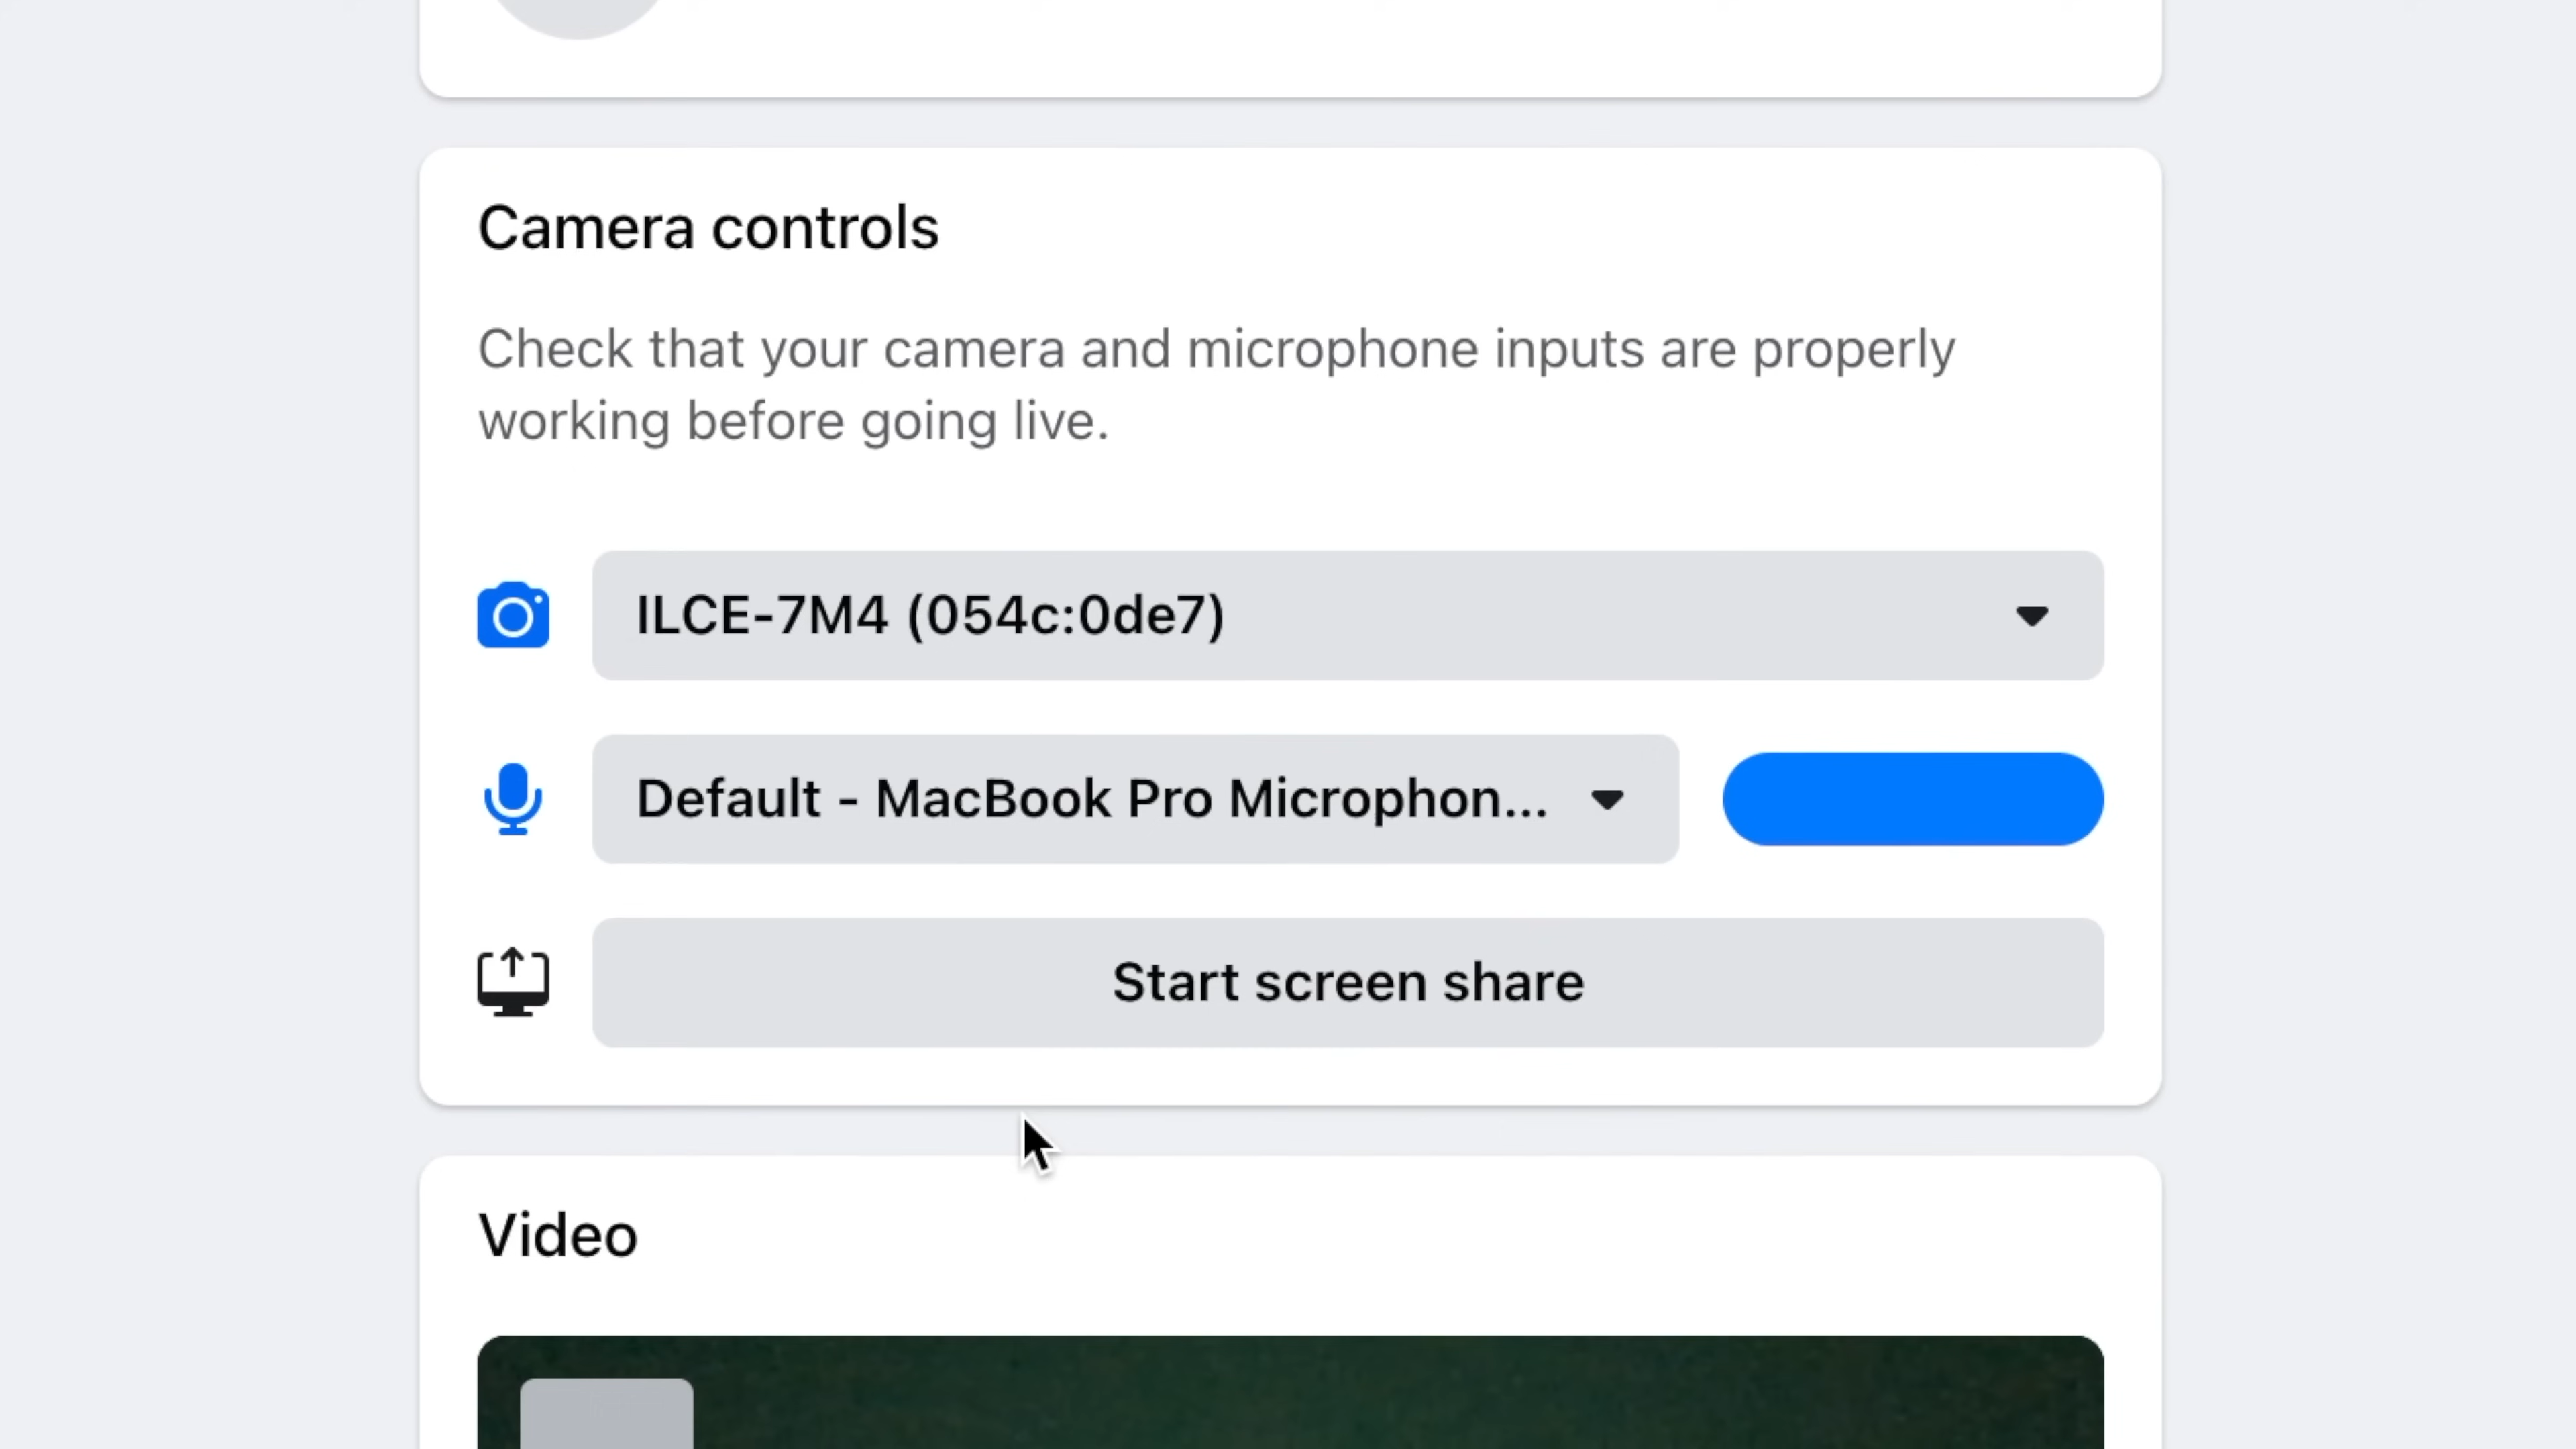 Camera controls
Check that your camera and microphone inputs are properly
working before going live.
ILCE-7M4 (054c:0de7)
Default - MacBook Pro Microphon...
Start screen share
Video